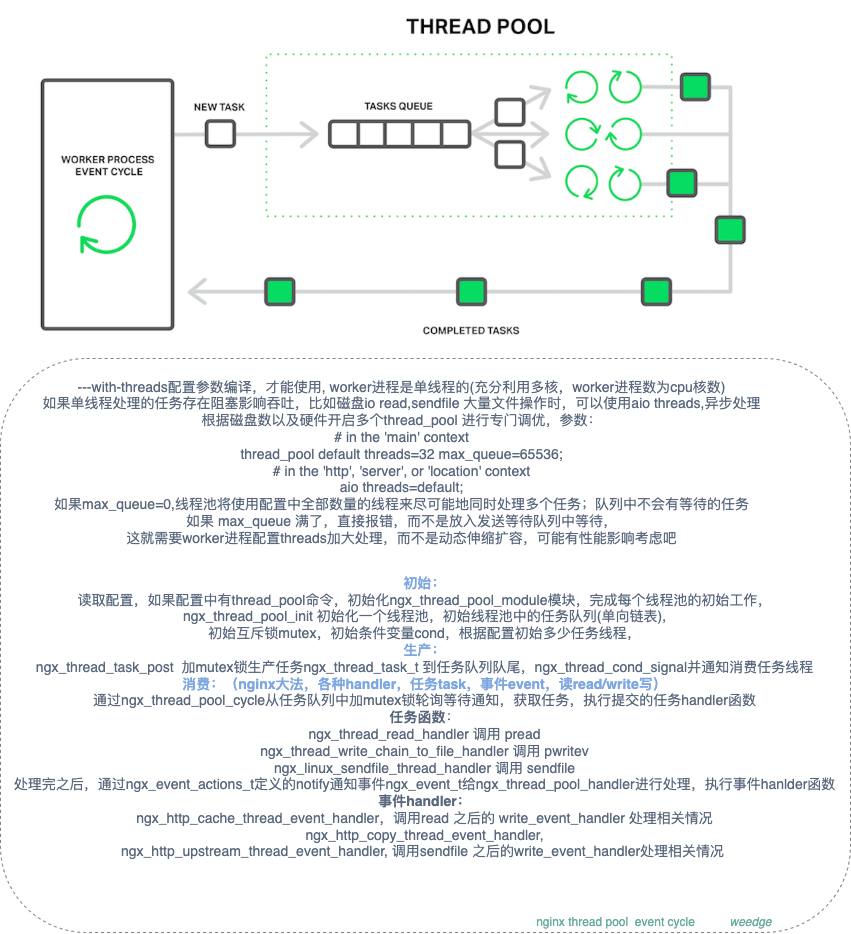 THREAD POOL
NEW TASK
TASKS QUEUE
WORKER PROCESS
EVENT CYCLE
COMPLETED TASKS
---with-threads配置参数编译，才能使用, worker进程是单线程的(充分利用多核，worker进程数为cpu核数)
如果单线程处理的任务存在阻塞影响吞吐，比如磁盘io read,sendfile 大量文件操作时，可以使用aio threads,异步处理
根据磁盘数以及硬件开启多个thread_pool 进行专门调优，参数：
# in the 'main' context
thread_pool default threads=32 max_queue=65536;
# in the 'http', 'server', or 'location' context
aio threads=default;
如果max_queue=0,线程池将使用配置中全部数量的线程来尽可能地同时处理多个任务；队列中不会有等待的任务
如果 max_queue 满了，直接报错，而不是放入发送等待队列中等待，
这就需要worker进程配置threads加大处理，而不是动态伸缩扩容，可能有性能影响考虑吧
初始：
读取配置，如果配置中有thread_pool命令，初始化ngx_thread_pool_module模块，完成每个线程池的初始工作，
ngx_thread_pool_init 初始化一个线程池，初始线程池中的任务队列(单向链表),
初始互斥锁mutex，初始条件变量cond，根据配置初始多少任务线程，
生产：
ngx_thread_task_post 加mutex锁生产任务ngx_thread_task_t 到任务队列队尾，ngx_thread_cond_signal并通知消费任务线程
消费：（nginx大法，各种handler，任务task，事件event，读read/write写）
通过ngx_thread_pool_cycle从任务队列中加mutex锁轮询等待通知，获取任务，执行提交的任务handler函数
任务函数：
ngx_thread_read_handler 调用 pread
ngx_thread_write_chain_to_file_handler 调用 pwritev
ngx_linux_sendfile_thread_handler 调用 sendfile
处理完之后，通过ngx_event_actions_t定义的notify通知事件ngx_event_t给ngx_thread_pool_handler进行处理，执行事件hanlder函数
事件handler：
ngx_http_cache_thread_event_handler，调用read 之后的 write_event_handler 处理相关情况
ngx_http_copy_thread_event_handler,
ngx_http_upstream_thread_event_handler, 调用sendfile 之后的write_event_handler处理相关情况
nginx thread pool event cycle weedge